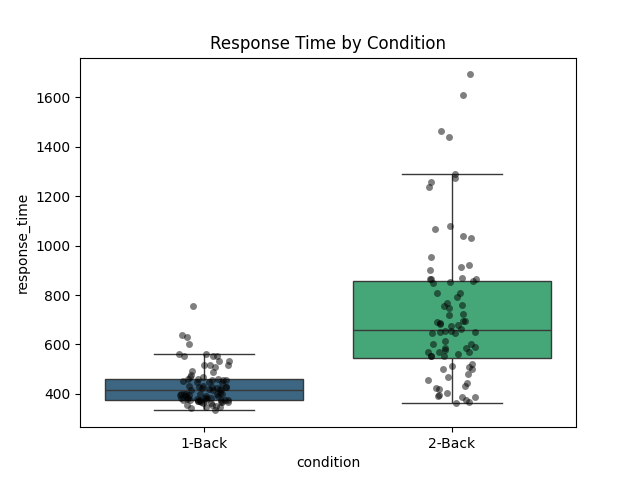 Response Time by Condition
1600
1400
1200
1000
800
600
400
response_time
1-Back
2-Back
condition